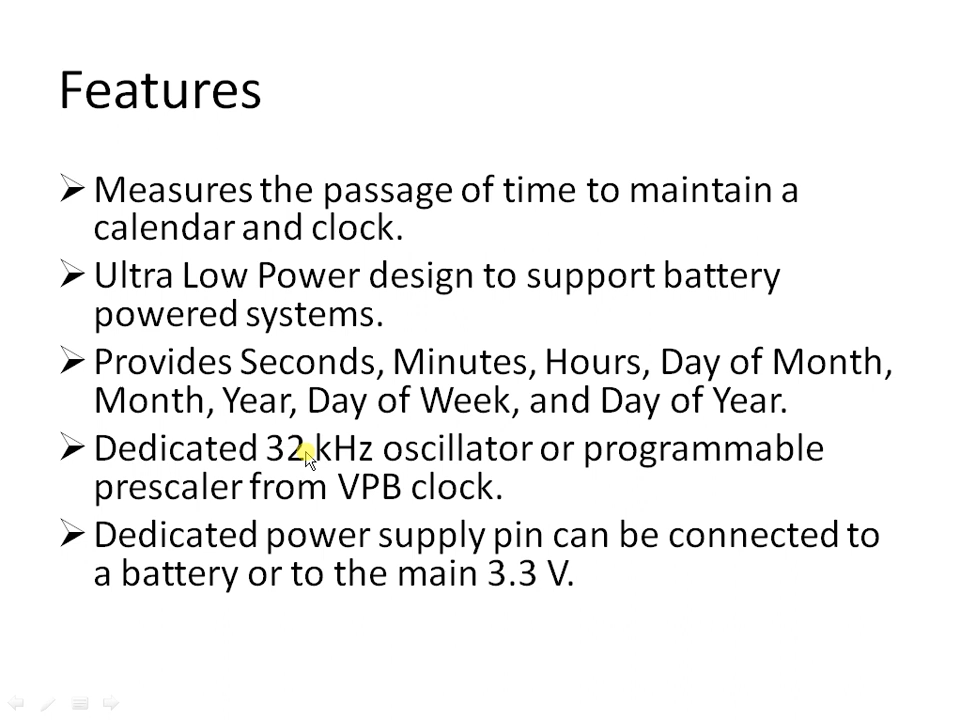 Features
Measures the passage of time to maintain a
calendar and clock.
Ultra Low Power design to support battery
powered systems.
Provides Seconds, Minutes, Hours, Day of Month,
Month, Year, Day of Week, and Day of Year.
Dedicated 32 kHz oscillator or programmable
prescaler from VPB clock.
Dedicated power supply pin can be connected to
a battery or to the main 3.3 V.